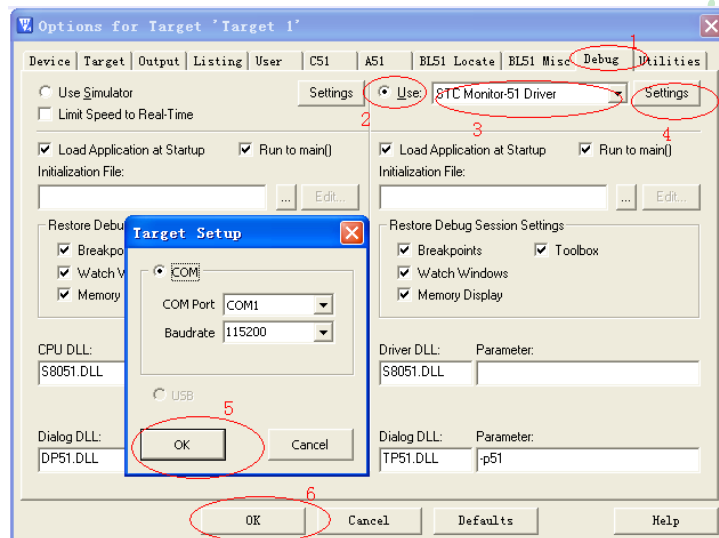 Options for Target 'Target 1'
1
Device Target Output Listing User C51 A51 BL51 Locate BL51 Misc Debug Utilities
Use Simulator Settings Use: STC Monitor-51 Driver Settings
Limit Speed to Real-Time
2 3 4
Load Application at Startup Run to main() Load Application at Startup Run to main()
Initialization File: Initialization File:
... Edit... ... Edit...
Restore Debu Restore Debug Session Settings
Breakpo Breakpoints Toolbox
Watch W Watch Windows
Memory Memory Display
Target Setup
COM
COM Port COM1
Baudrate 115200
USB
5
OK Cancel
CPU DLL: Driver DLL: Parameter:
S8051.DLL S8051.DLL
Dialog DLL: Dialog DLL: Parameter:
DP51.DLL TP51.DLL -p51
6
OK Cancel Defaults Help